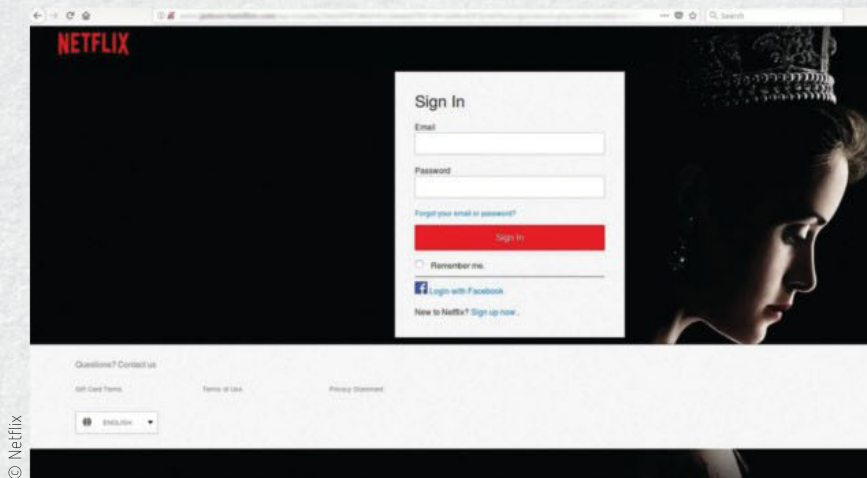 Search
NETFLIX
Sign In
Email
Password
Forgot your email or password?
Sign In
Remember me.
f Login with Facebook
New to Netflix? Sign up now.
Questions? Contact us
Gift Card Terms
Terms of Use
Privacy Statement
ENGLISH
© Netflix